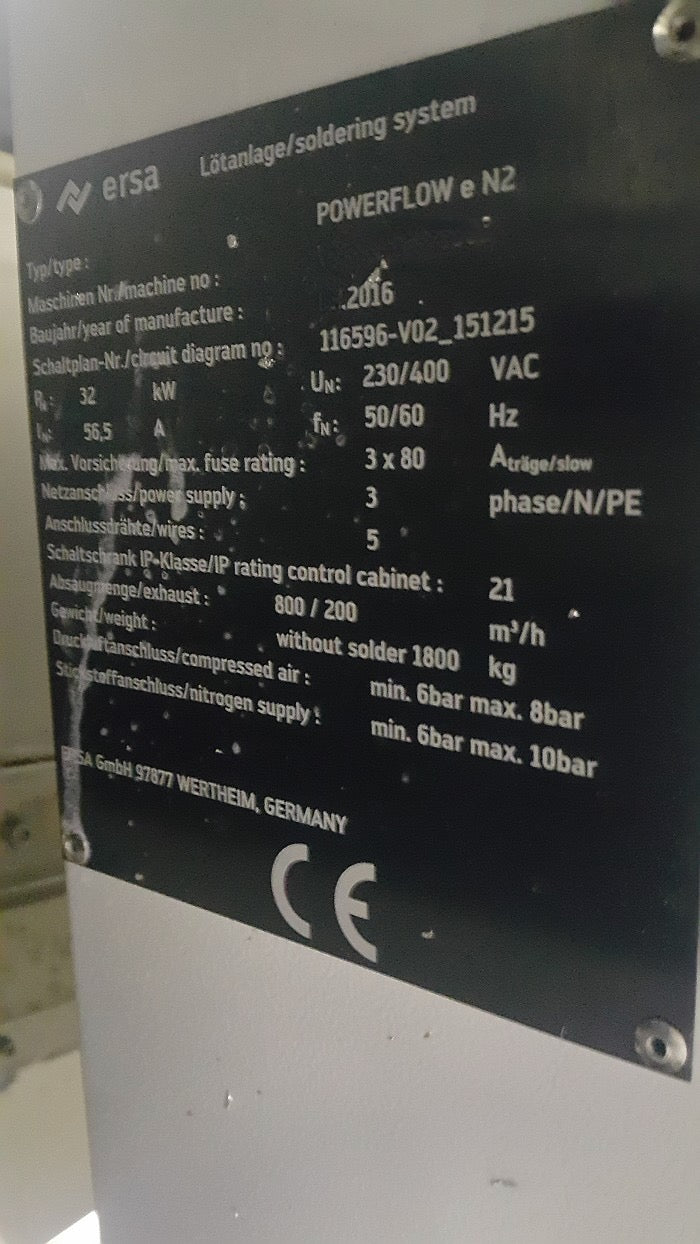 ersa Lötanlage/soldering system
Typ/type : POWERFLOW e N2
Maschinen Nr./machine no :
Baujahr/year of manufacture : .2016
Schaltplan-Nr./circuit diagram no : 116596-V02_151215
32 kW UN: 230/400 VAC
56,5 A fN: 50/60 Hz
Max. Vorsicherung/max. fuse rating : 3 x 80 Aträge/slow
Netzanschluss/power supply : 3 phase/N/PE
Anschlussdrähte/wires : 5
Schaltschrank IP-Klasse/IP rating control cabinet : 21
Absaugmenge/exhaust : 800 / 200 m³/h
Gewicht/weight : without solder 1800 kg
Druckluftanschluss/compressed air : min. 6bar max. 8bar
Stickstoffanschluss/nitrogen supply : min. 6bar max. 10bar
ERSA GmbH 97877 WERTHEIM, GERMANY
CE